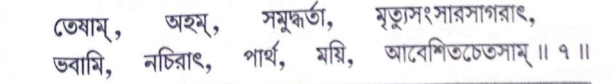 তেষাম্, অহম্, সমুদ্ধর্তা, মৃত্যুসংসারসাগরাৎ,
ভবামি, নচিরাৎ, পার্থ, ময়ি, আবেশিতচেতসাম্ ॥ ৭ ॥